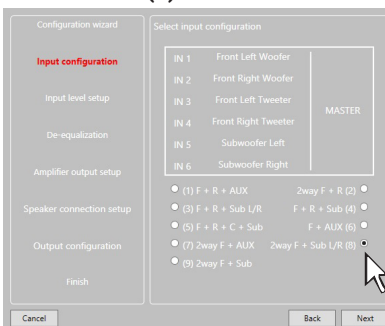 Configuration wizard
Input configuration
Input level setup
De-equalization
Amplifier output setup
Speaker connection setup
Output configuration
Finish
Select input configuration
IN 1 Front Left Woofer
IN 2 Front Right Woofer
IN 3 Front Left Tweeter
IN 4 Front Right Tweeter
IN 5 Subwoofer Left
IN 6 Subwoofer Right
MASTER
(1) F + R + AUX 2way F + R (2)
(3) F + R + Sub L/R F + R + Sub (4)
(5) F + R + C + Sub F + AUX (6)
(7) 2way F + AUX 2way F + Sub L/R (8)
(9) 2way F + Sub
Cancel Back Next